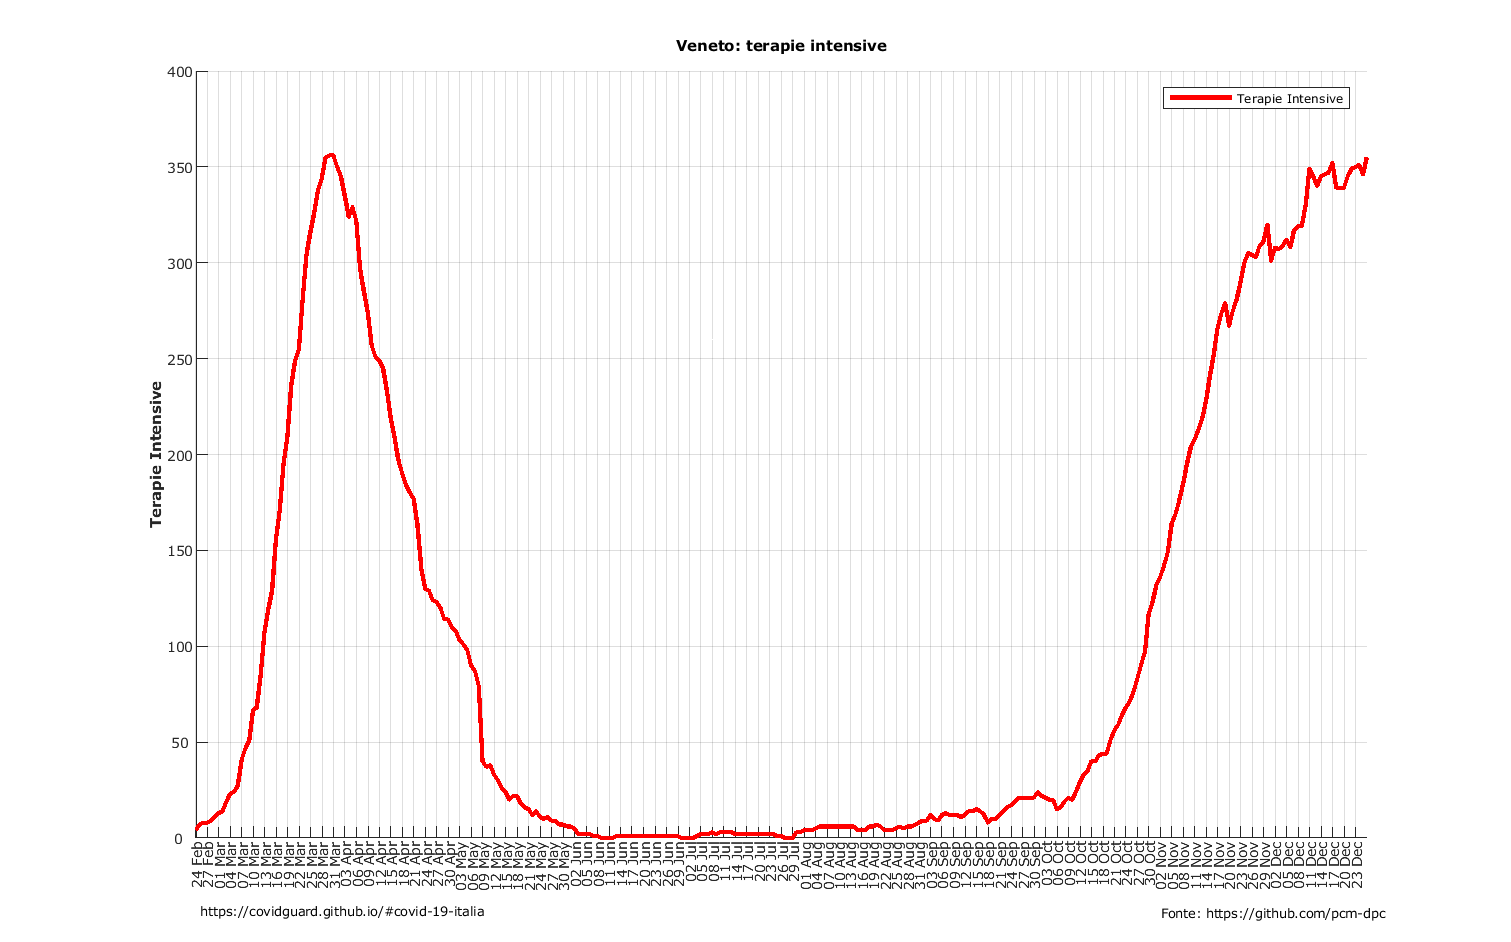 Veneto: terapie intensive
Terapie Intensive
Terapie Intensive
400
350
300
250
200
150
100
50
0
24 Feb
27 Feb
01 Mar
04 Mar
07 Mar
10 Mar
13 Mar
16 Mar
19 Mar
22 Mar
25 Mar
28 Mar
31 Mar
03 Apr
06 Apr
09 Apr
12 Apr
15 Apr
18 Apr
21 Apr
24 Apr
27 Apr
30 Apr
03 May
06 May
09 May
12 May
15 May
18 May
21 May
24 May
27 May
30 May
02 Jun
05 Jun
08 Jun
11 Jun
14 Jun
17 Jun
20 Jun
23 Jun
26 Jun
29 Jun
02 Jul
05 Jul
08 Jul
11 Jul
14 Jul
17 Jul
20 Jul
23 Jul
26 Jul
29 Jul
01 Aug
04 Aug
07 Aug
10 Aug
13 Aug
16 Aug
19 Aug
22 Aug
25 Aug
28 Aug
31 Aug
03 Sep
06 Sep
09 Sep
12 Sep
15 Sep
18 Sep
21 Sep
24 Sep
27 Sep
30 Sep
03 Oct
06 Oct
09 Oct
12 Oct
15 Oct
18 Oct
21 Oct
24 Oct
27 Oct
30 Oct
02 Nov
05 Nov
08 Nov
11 Nov
14 Nov
17 Nov
20 Nov
23 Nov
26 Nov
29 Nov
02 Dec
05 Dec
08 Dec
11 Dec
14 Dec
17 Dec
20 Dec
23 Dec
https://covidguard.github.io/#covid-19-italia
Fonte: https://github.com/pcm-dpc